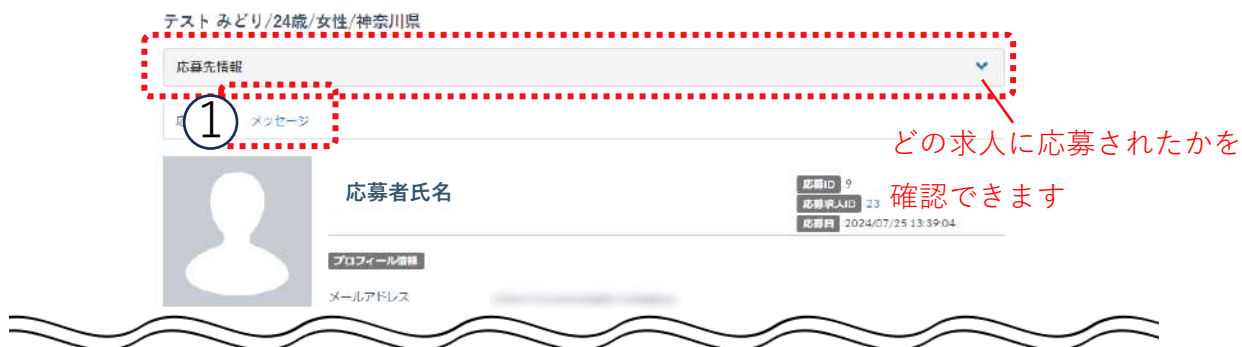 テスト みどり/24歳/女性/神奈川県
応募先情報
① メッセージ
どの求人に応募されたかを
確認できます
応募者氏名
応募ID 9
応募求人ID 23
応募日 2024/07/25 13:39:04
プロフィール情報
メールアドレス